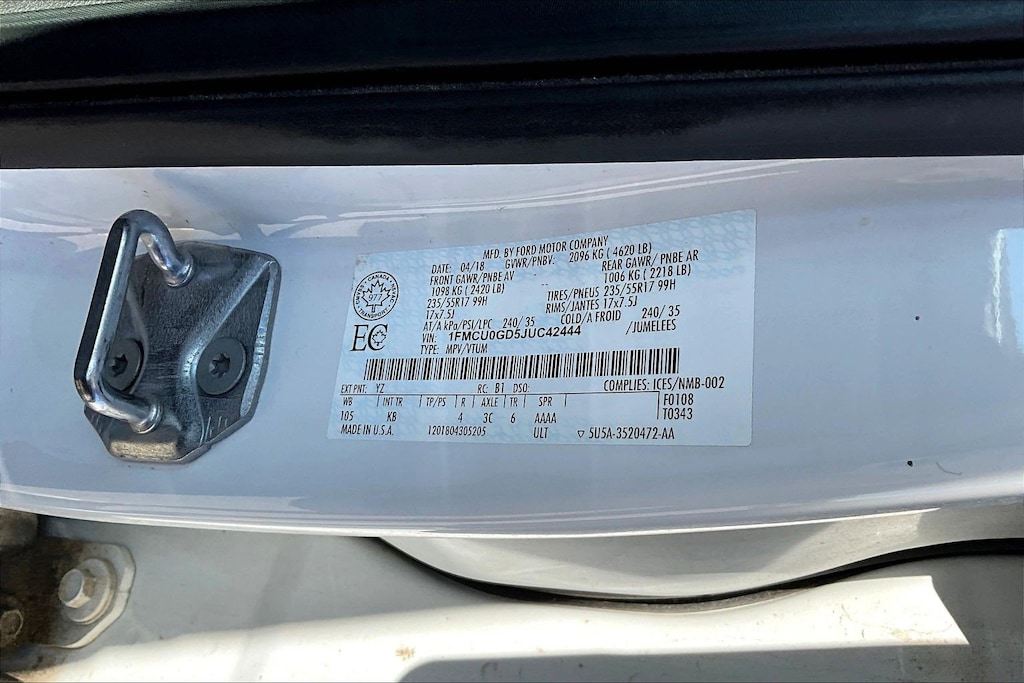 MFD. BY FORD MOTOR COMPANY
DATE: 04/18 GVWR/PNBV: 2096 KG ( 4620 LB)
FRONT GAWR/PNBE AV REAR GAWR/ PNBE AR
1098 KG ( 2420 LB) 1006 KG ( 2218 LB)
235/55R17 99H TIRES/PNEUS 235/55R17 99H
17x7.5J RIMS/JANTES 17x7.5J
AT/A kPa/PSI/LPC 240/ 35 COLD/A FROID 240/ 35
VIN: 1FMCU0GD5JUC42444 /JUMELEES
TYPE: MPV/VTUM
CANADA
977
TRANSPORT
EC
EXT PNT: YZ RC: B1 DSO: COMPLIES: ICES/NMB-002
WB INT TR TP/PS R AXLE TR SPR F0108
105 KB 4 3C 6 AAAA T0343
MADE IN U.S.A. 1201804305205 ULT ▽ 5U5A-3520472-AA